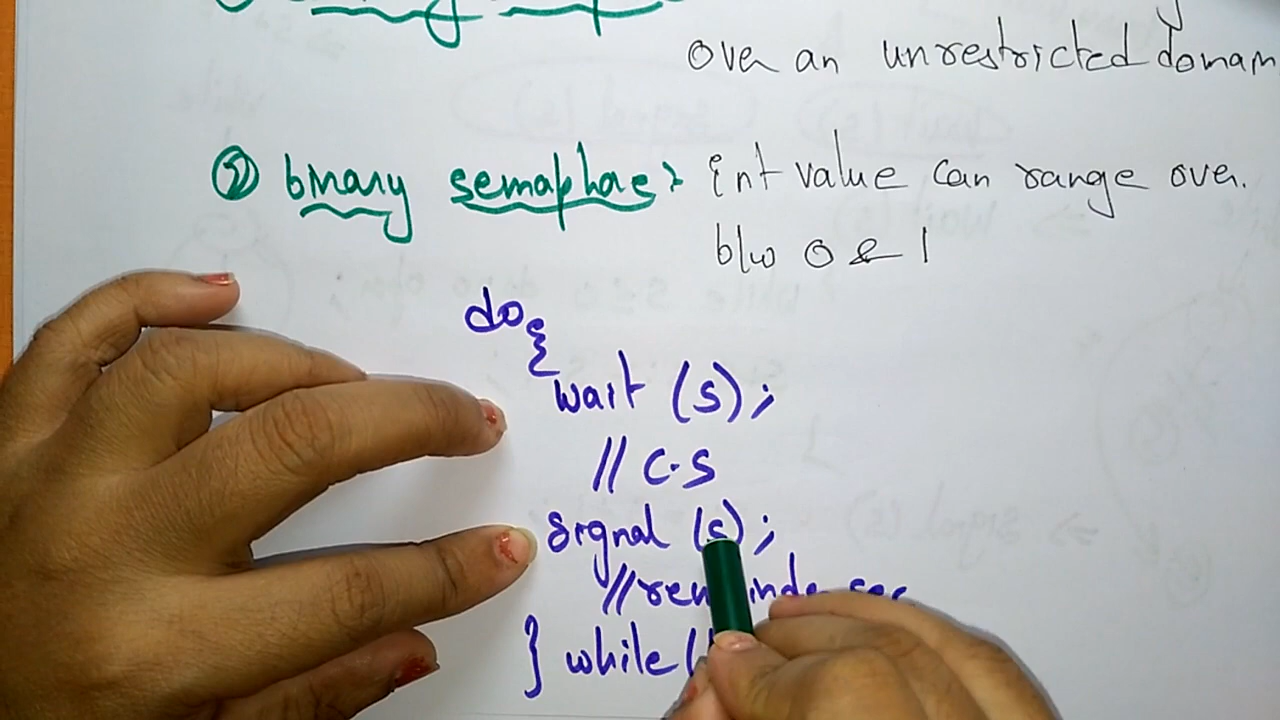 over an unrestricted domain
② binary semaphore: int value can range over.
b/w 0 & 1
do
{
wait (s);
// C.S
signal (s);
//remainder sec
} while (